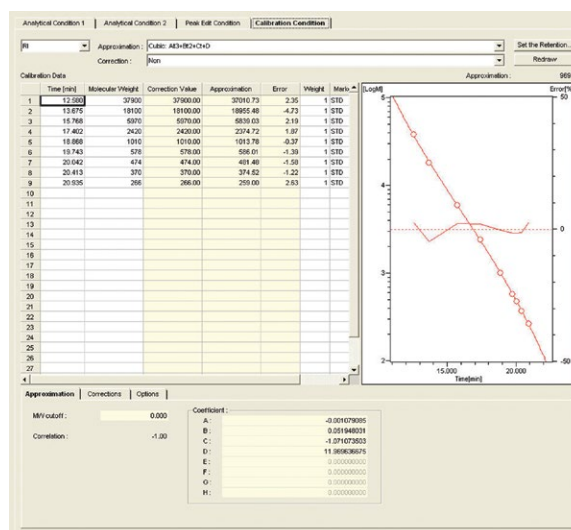 Analytical Condition 1 Analytical Condition 2 Peak Edit Condition Calibration Condition
RI Approximation : Cubic: At3+Bt2+Ct+D Set the Retention...
Correction : Non Redraw
Calibration Data Approximation : 969
Time [min] Molecular Weight Correction Value Approximation Error Weight Mark
1 12.580 37900 37900.00 37010.73 2.35 1 STD
2 13.675 18100 18100.00 18955.48 -4.73 1 STD
3 15.768 5970 5970.00 5839.03 2.19 1 STD
4 17.402 2420 2420.00 2374.72 1.87 1 STD
5 18.868 1010 1010.00 1013.78 -0.37 1 STD
6 19.743 578 578.00 586.01 -1.39 1 STD
7 20.042 474 474.00 481.48 -1.58 1 STD
8 20.413 370 370.00 374.52 -1.22 1 STD
9 20.935 266 266.00 259.00 2.63 1 STD
10
11
12
13
14
15
16
17
18
19
20
21
22
23
24
25
26
27
[LogM] Error[%
5 50
4
0
3
2 -50
15.000 20.000
Time[min]
Approximation Corrections Options
MW cutoff : 0.000
Correlation : -1.00
Coefficient :
A : -0.001079085
B : 0.051946031
C : -1.071073503
D : 11.969636675
E : 0.000000000
F : 0.000000000
G : 0.000000000
H : 0.000000000